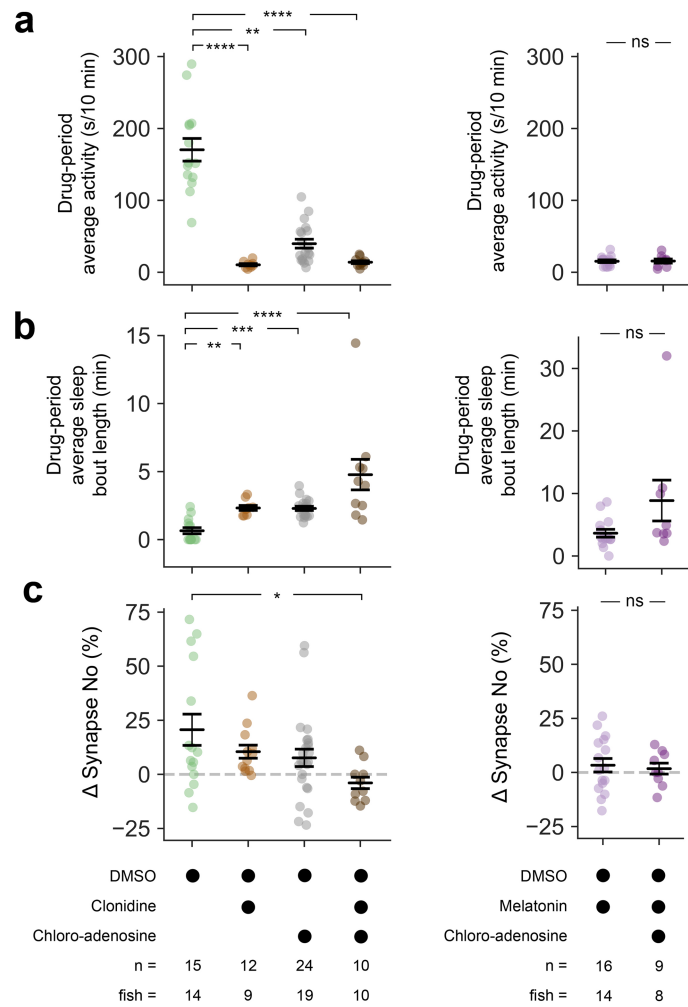 a
****
**
****
Drug-period
average activity (s/10 min)
300
200
100
0
ns
Drug-period
average activity (s/10 min)
300
200
100
0
b
****
***
**
Drug-period
average sleep
bout length (min)
15
10
5
0
ns
Drug-period
average sleep
bout length (min)
30
20
10
0
c
*
Δ Synapse No (%)
75
50
25
0
−25
ns
Δ Synapse No (%)
75
50
25
0
−25
DMSO
Clonidine
Chloro-adenosine
n = 15 12 24 10
fish = 14 9 19 10
DMSO
Melatonin
Chloro-adenosine
n = 16 9
fish = 14 8